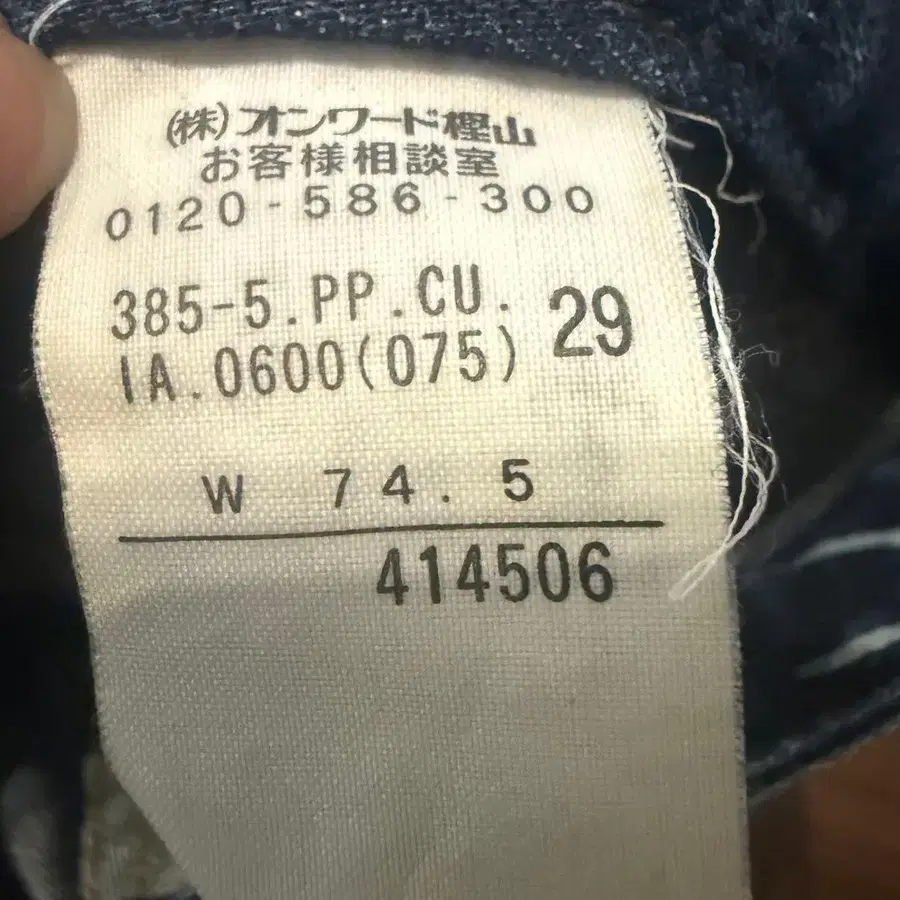 (株)オンワード樫山
お客様相談室
0120-586-300
385-5.PP.CU.
IA.0600(075) 29
W 74.5
414506